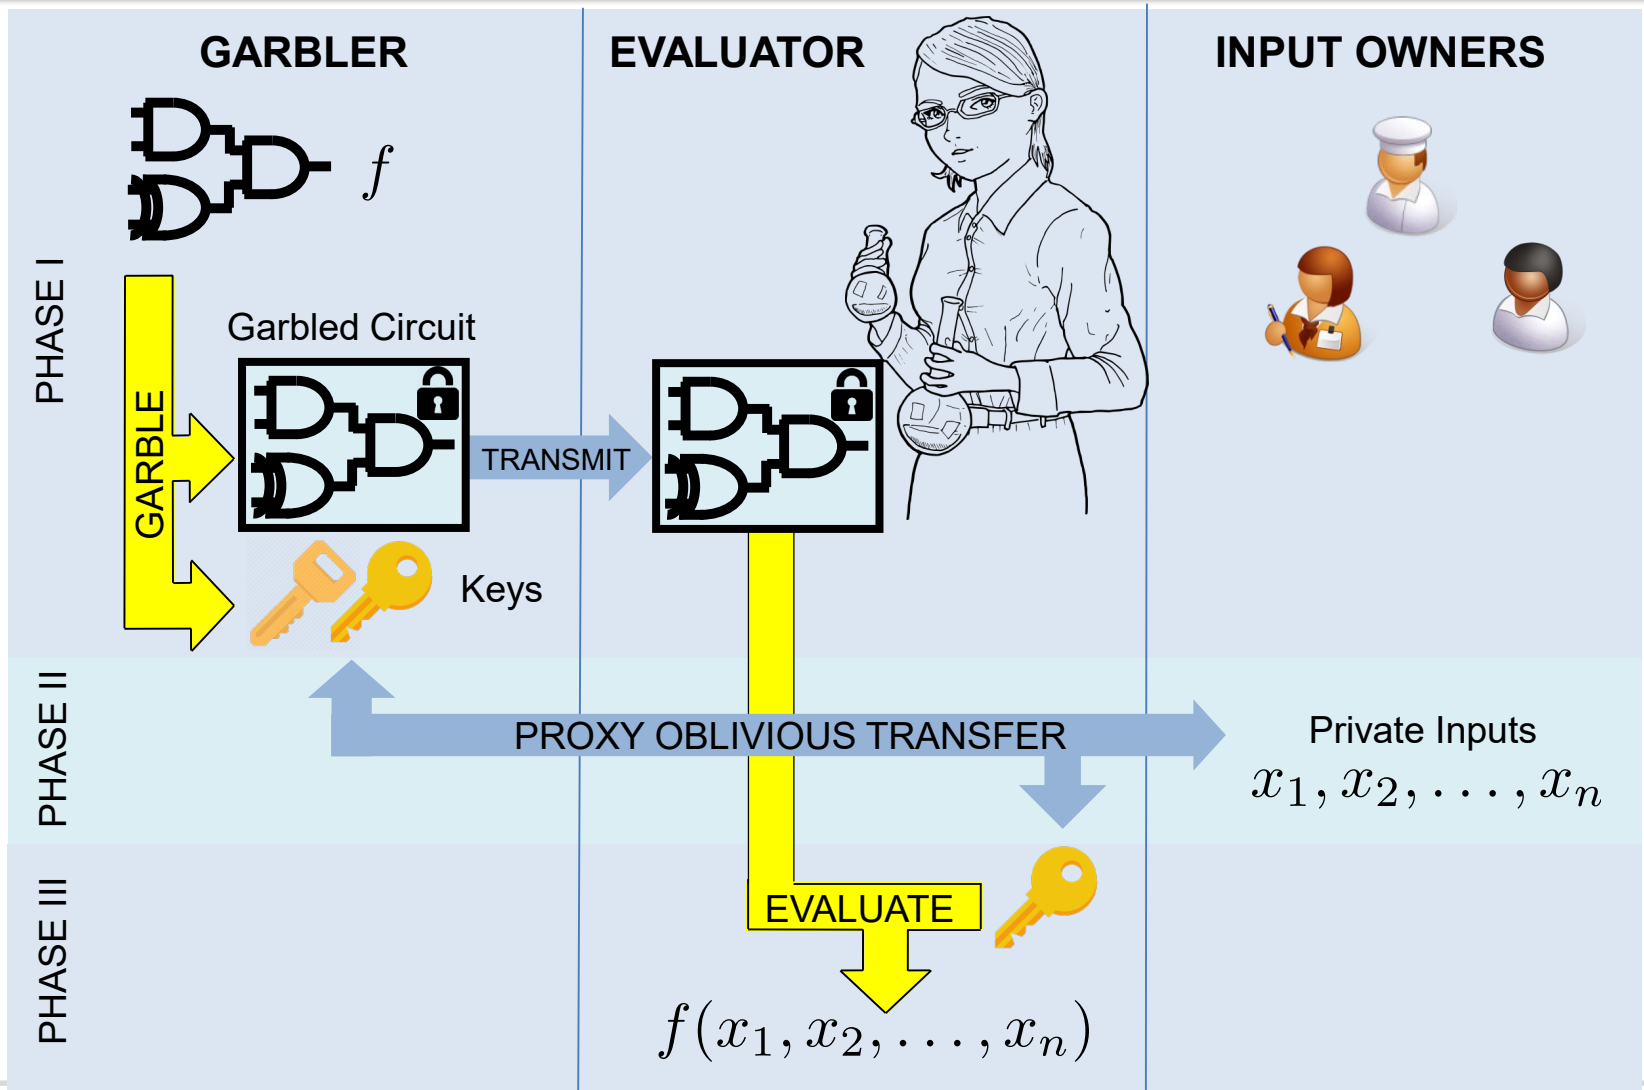 GARBLER
EVALUATOR
INPUT OWNERS
f
PHASE I
Garbled Circuit
GARBLE
TRANSMIT
Keys
PHASE II
PROXY OBLIVIOUS TRANSFER
Private Inputs
x₁, x₂, . . . , xₙ
PHASE III
EVALUATE
f(x₁, x₂, . . . , xₙ)